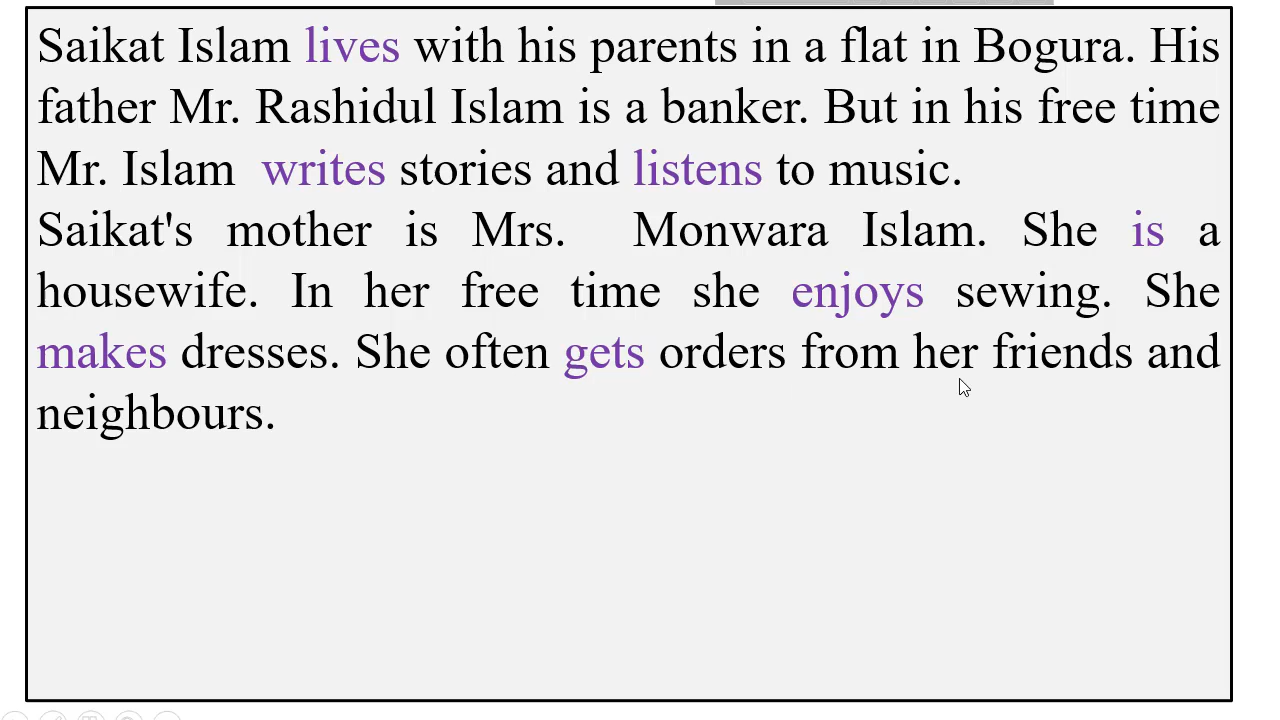 Saikat Islam lives with his parents in a flat in Bogura. His
father Mr. Rashidul Islam is a banker. But in his free time
Mr. Islam writes stories and listens to music.
Saikat's mother is Mrs. Monwara Islam. She is a
housewife. In her free time she enjoys sewing. She
makes dresses. She often gets orders from her friends and
neighbours.